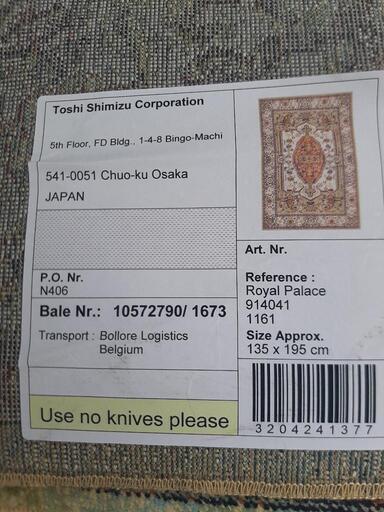 Toshi Shimizu Corporation
5th Floor, FD Bldg., 1-4-8 Bingo-Machi
541-0051 Chuo-ku Osaka
JAPAN
P.O. Nr.
N406
Bale Nr.: 10572790/ 1673
Transport : Bollore Logistics
Belgium
Use no knives please
Art. Nr.
Reference :
Royal Palace
914041
1161
Size Approx.
135 x 195 cm
3204241377